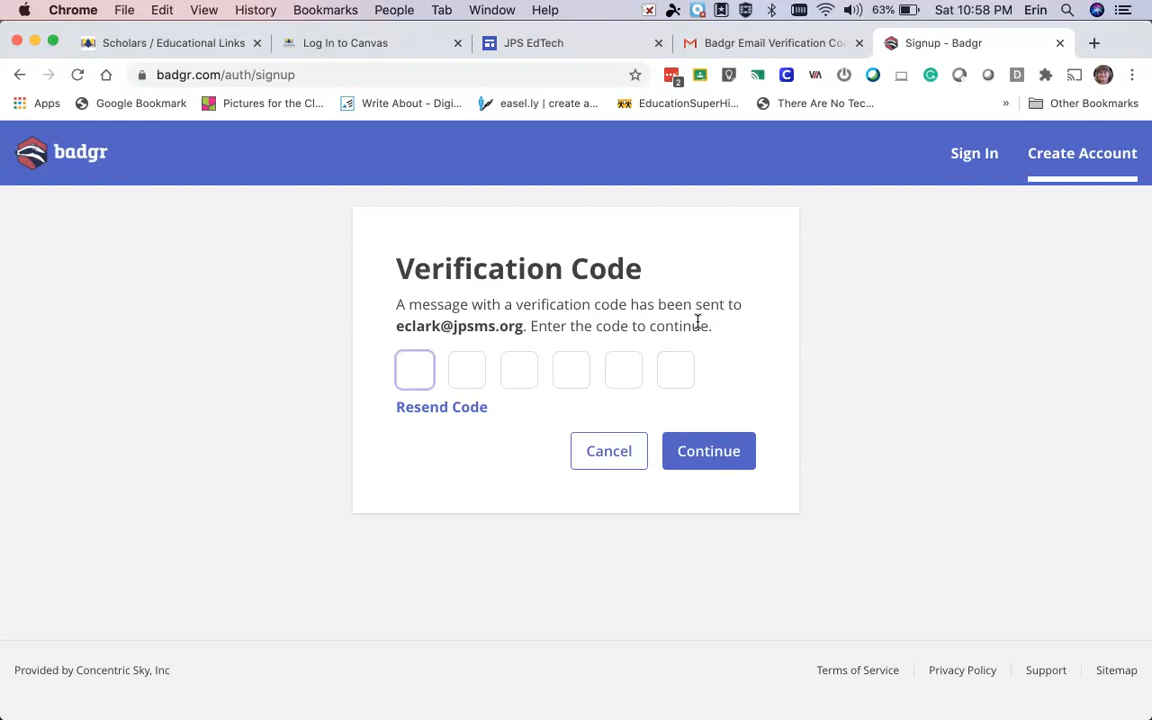 Chrome File Edit View History Bookmarks People Tab Window Help 63% Sat 10:58 PM Erin
Scholars / Educational Links Log In to Canvas JPS EdTech Badgr Email Verification Co Signup - Badgr
badgr.com/auth/signup 2 VIA D
Apps Google Bookmark Pictures for the Cl... Write About - Digi... easel.ly | create a... EducationSuperHi... There Are No Tec... » Other Bookmarks
badgr Sign In Create Account
Verification Code
A message with a verification code has been sent to
eclark@jpsms.org. Enter the code to continue.
Resend Code
Cancel Continue
Provided by Concentric Sky, Inc Terms of Service Privacy Policy Support Sitemap